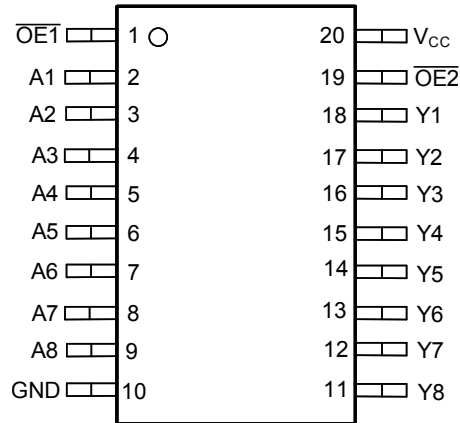 OE1 1 20 VCC
A1 2 19 OE2
A2 3 18 Y1
A3 4 17 Y2
A4 5 16 Y3
A5 6 15 Y4
A6 7 14 Y5
A7 8 13 Y6
A8 9 12 Y7
GND 10 11 Y8